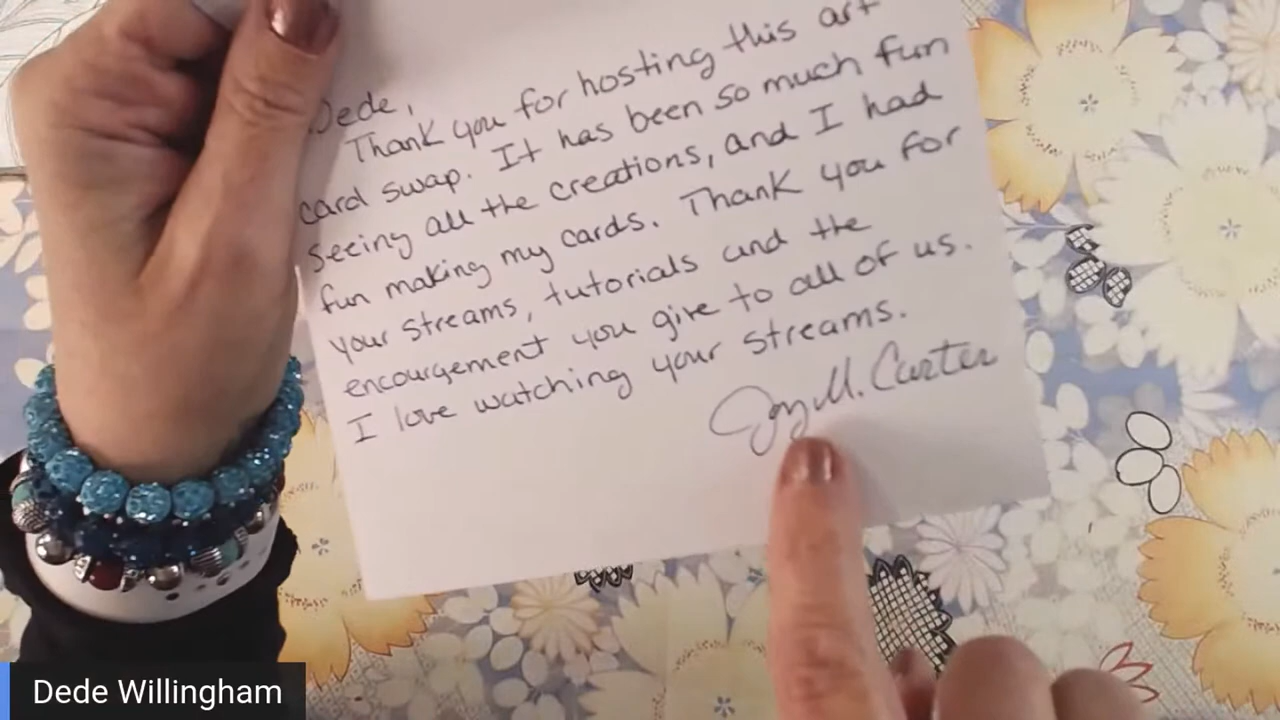 Dede,
Thank you for hosting this art
card swap. It has been so much fun
seeing all the creations, and I had
fun making my cards. Thank you for
your streams, tutorials and the
encourgement you give to all of us.
I love watching your streams.
Joy M. Carter
Dede Willingham